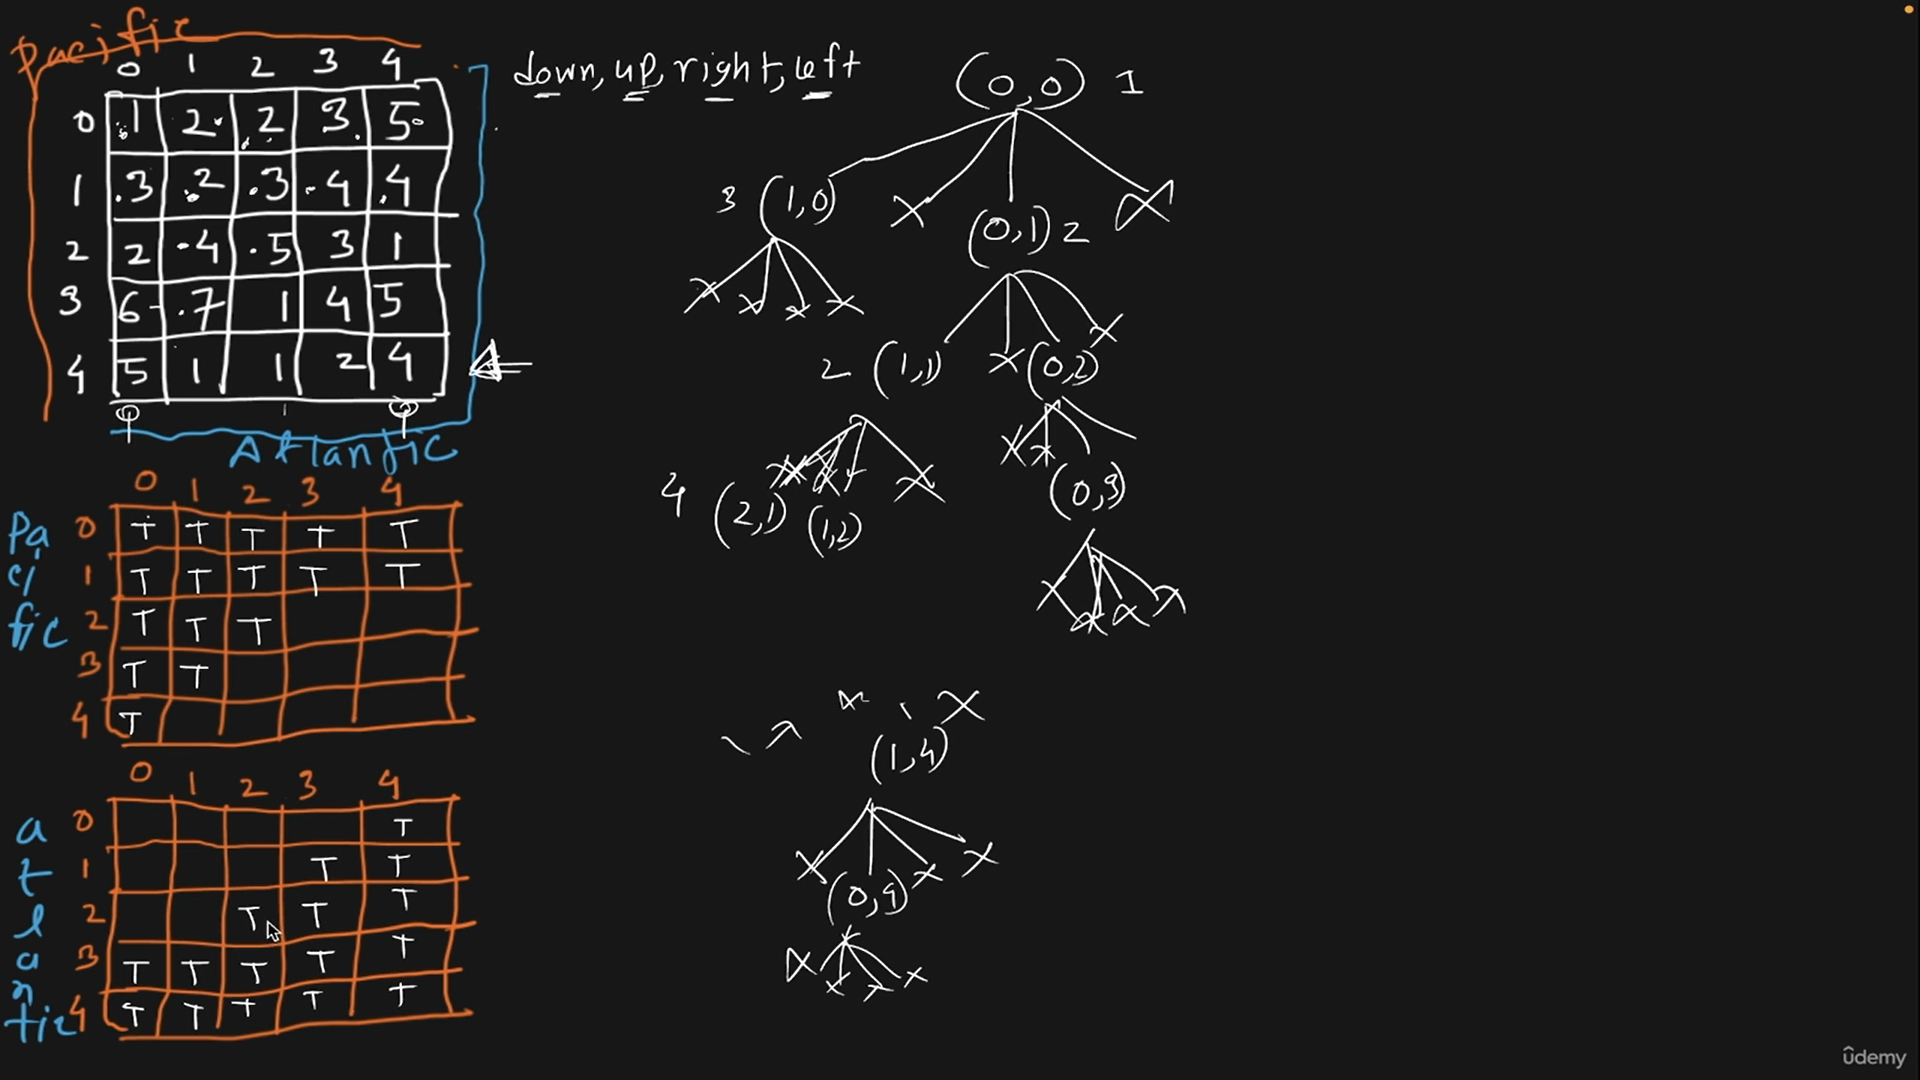 Pacific
0 1 2 3 4
0 1 2 2 3 5
1 3 2 3 4 4
2 2 4 5 3 1
3 6 7 1 4 5
4 5 1 1 2 4
Atlantic
down, up, right, left
(0,0) 1
3 (1,0) X (0,1) 2 X
X X X X
2 (1,1) X (0,2) X
X X
X X
4 (2,1) (1,2)
(0,3)
X X X X
X X
(1,4)
X (0,4) X X
X X X
Pacific
0 1 2 3 4
0 T T T T T
1 T T T T T
2 T T T
3 T T
4 T
atlantic
0 1 2 3 4
0 T
1 T T
2 T T T
3 T T T T T
4 T T T T T
ûdemy